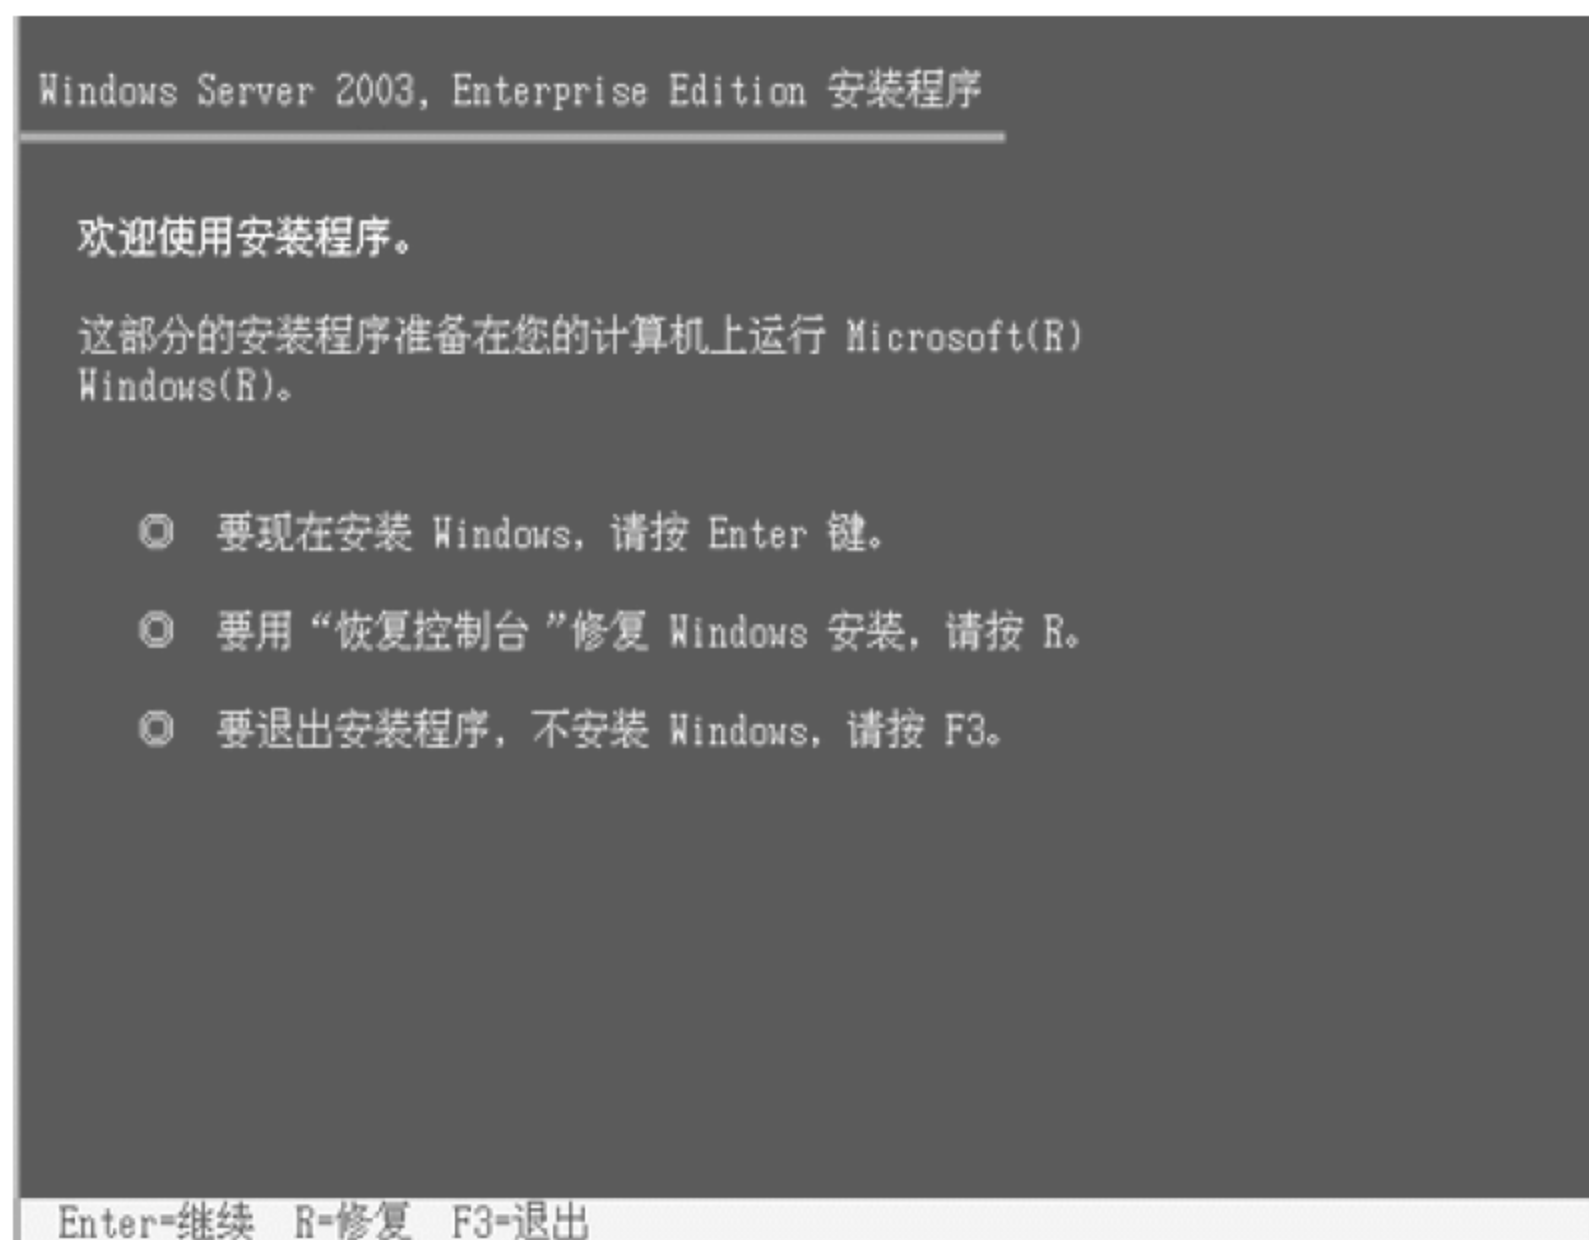 Windows Server 2003, Enterprise Edition 安装程序
欢迎使用安装程序。
这部分的安装程序准备在您的计算机上运行 Microsoft(R)
Windows(R)。
◎ 要现在安装 Windows, 请按 Enter 键。
◎ 要用“恢复控制台”修复 Windows 安装, 请按 R。
◎ 要退出安装程序, 不安装 Windows, 请按 F3。
Enter=继续 R=修复 F3=退出